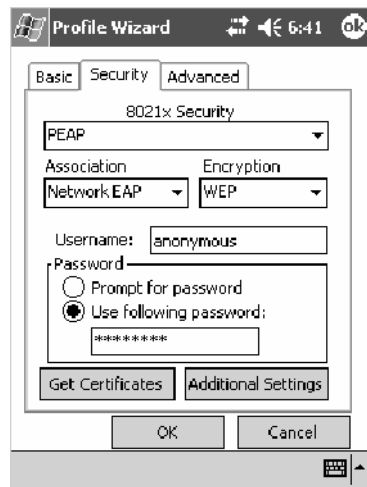 Profile Wizard 6:41 ok
Basic Security Advanced
8021x Security
PEAP
Association Encryption
Network EAP WEP
Username: anonymous
Password
Prompt for password
Use following password:
********
Get Certificates Additional Settings
OK Cancel